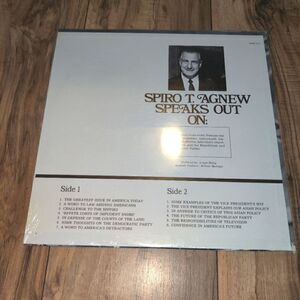 SPIRO T. AGNEW
SPEAKS OUT
ON:
Side 1
1. THE GREATEST ISSUE IN AMERICA TODAY
2. A WORD TO LAW ABIDING AMERICANS
3. CHALLENGE TO THE
4. "EFFETE CORPS OF IMPUDENT SNOBS"
5. IN DEFENSE OF THE COURTS OF THE LAND
6. SOME THOUGHTS ON THE DEMOCRATIC PARTY
7. A WORD TO AMERICA'S DETRACTORS
Side 2
1. SOME EXAMPLES OF THE VICE PRESIDENT'S WIT
2. THE VICE PRESIDENT EXPLAINS OUR ASIAN POLICY
3. IN ANSWER TO CRITICS OF THIS ASIAN POLICY
4. THE FUTURE OF THE REPUBLICAN PARTY
5. THE RESPONSIBILITIES OF TELEVISION
6. CONFIDENCE IN AMERICA'S FUTURE